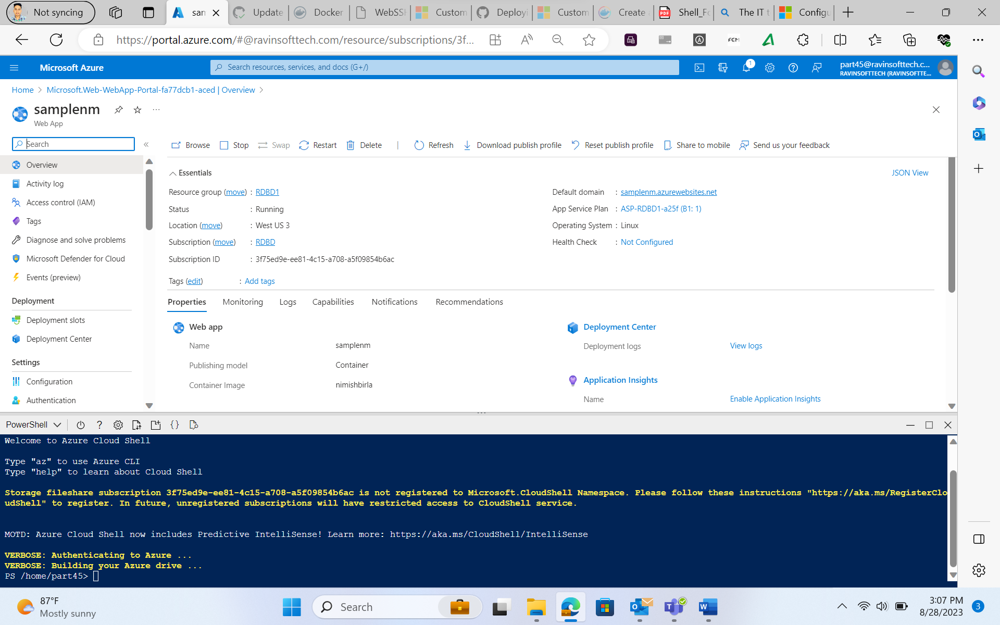 Not syncing
sam
Update
Docker
WebSSH
Custom
Deployi
Custom
Create a
Shell_Fo
The IT t
Configu
https://portal.azure.com/#@ravinsofttech.com/resource/subscriptions/3f...
Microsoft Azure
Search resources, services, and docs (G+/)
1
part45@ravinsofttech.c...
RAVINSOFTTECH (RAVINSOFTTE...
Home > Microsoft.Web-WebApp-Portal-fa77dcb1-aced | Overview >
samplenm
Web App
Search
Browse Stop Swap Restart Delete | Refresh Download publish profile Reset publish profile Share to mobile Send us your feedback
Overview
Activity log
Access control (IAM)
Tags
Diagnose and solve problems
Microsoft Defender for Cloud
Events (preview)
Deployment
Deployment slots
Deployment Center
Settings
Configuration
Authentication
Essentials
JSON View
Resource group (move) : RDBD1
Status : Running
Location (move) : West US 3
Subscription (move) : RDBD
Subscription ID : 3f75ed9e-ee81-4c15-a708-a5f09854b6ac
Default domain : samplenm.azurewebsites.net
App Service Plan : ASP-RDBD1-a25f (B1: 1)
Operating System : Linux
Health Check : Not Configured
Tags (edit) : Add tags
Properties Monitoring Logs Capabilities Notifications Recommendations
Web app
Name samplenm
Publishing model Container
Container Image nimishbirla
Deployment Center
Deployment logs View logs
Application Insights
Name Enable Application Insights
PowerShell
?
{}
Welcome to Azure Cloud Shell
Type "az" to use Azure CLI
Type "help" to learn about Cloud Shell
Storage fileshare subscription 3f75ed9e-ee81-4c15-a708-a5f09854b6ac is not registered to Microsoft.CloudShell Namespace. Please follow these instructions "https://aka.ms/RegisterClo
udShell" to register. In future, unregistered subscriptions will have restricted access to CloudShell service.
MOTD: Azure Cloud Shell now includes Predictive IntelliSense! Learn more: https://aka.ms/CloudShell/IntelliSense
VERBOSE: Authenticating to Azure ...
VERBOSE: Building your Azure drive ...
PS /home/part45>
87°F
Mostly sunny
Search
3:07 PM
8/28/2023
3